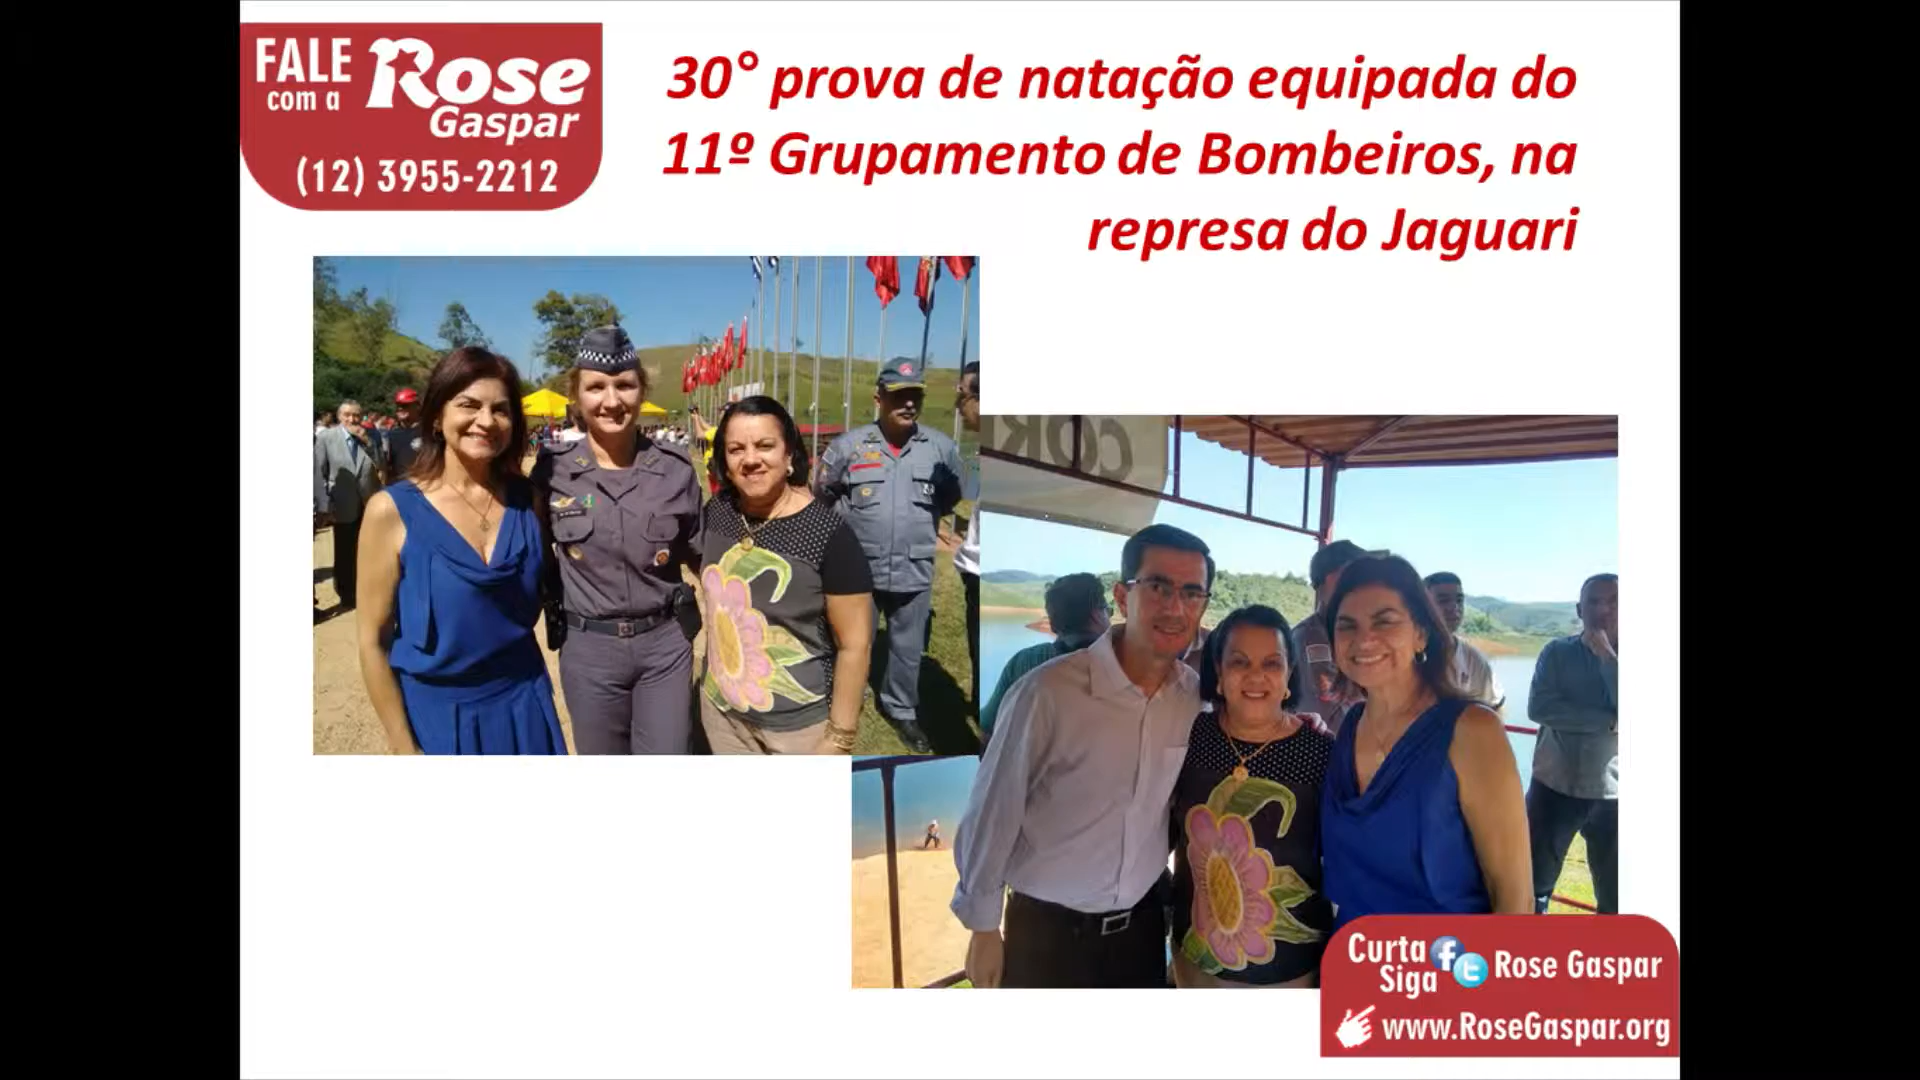 FALE
com a
Rose
Gaspar
(12) 3955-2212
30° prova de natação equipada do
11º Grupamento de Bombeiros, na
represa do Jaguari
COR
Curta
Siga
Rose Gaspar
www.RoseGaspar.org